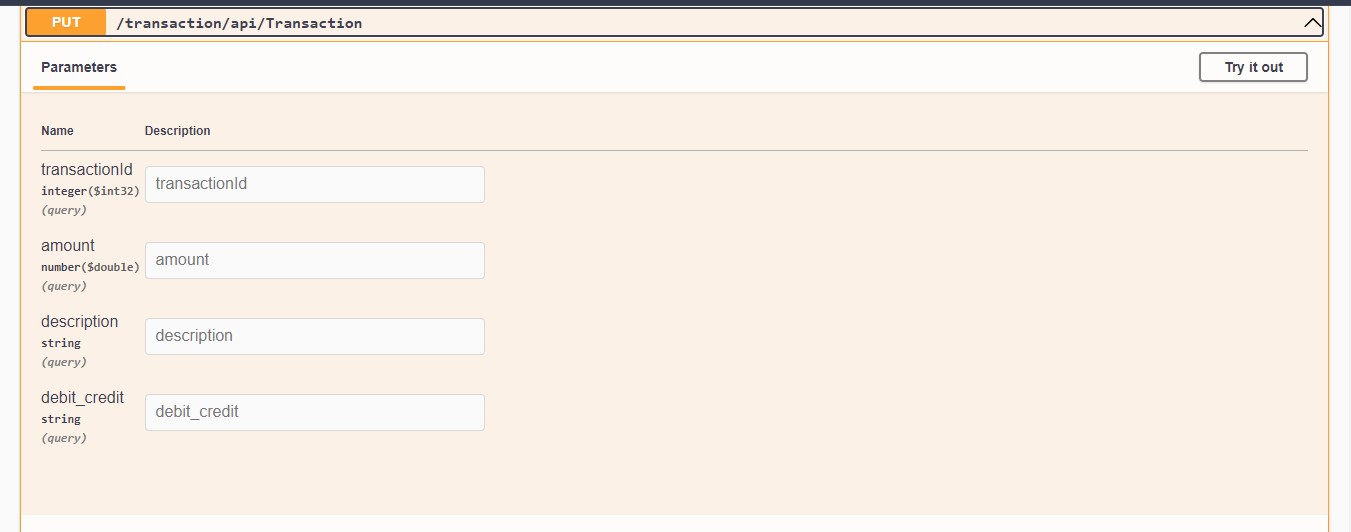 PUT /transaction/api/Transaction
Parameters Try it out
Name Description
transactionId
integer($int32)
(query)
transactionId
amount
number($double)
(query)
amount
description
string
(query)
description
debit_credit
string
(query)
debit_credit